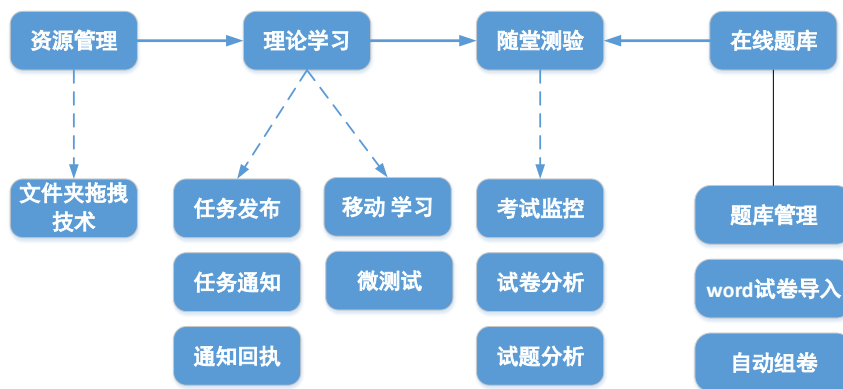 资源管理
理论学习
随堂测验
在线题库
文件夹拖拽
技术
任务发布
移动 学习
考试监控
题库管理
任务通知
微测试
试卷分析
word试卷导入
通知回执
试题分析
自动组卷